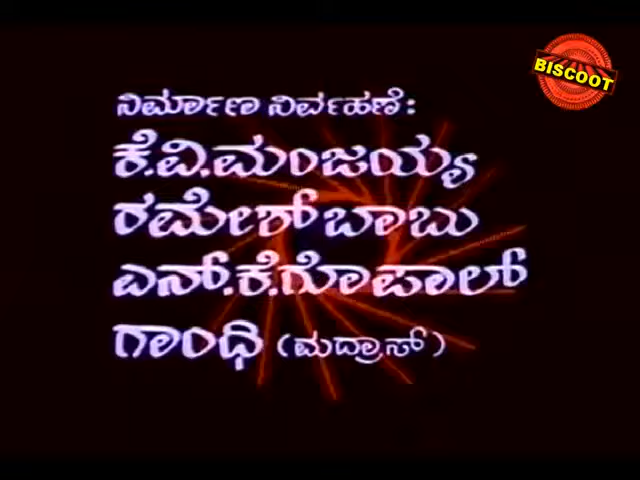 BISCOOT
ನಿರ್ಮಾಣ ನಿರ್ವಹಣೆ:
ಕೆ.ವಿ.ಮಂಜಯ್ಯ
ರಮೇಶ್ ಬಾಬು
ಎನ್.ಕೆ.ಗೋಪಾಲ್
ಗಾಂಧಿ (ಮದ್ರಾಸ್)